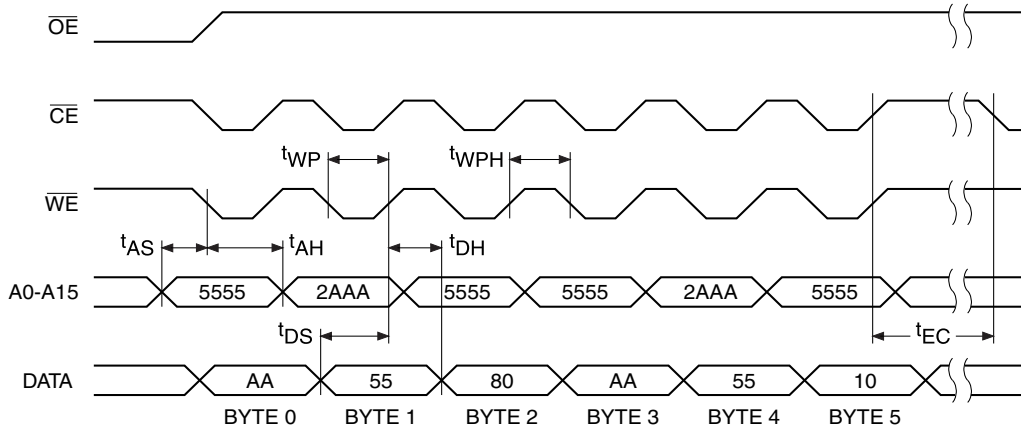 OE
CE
tWP tWPH
WE
tAS tAH tDH
A0-A15 5555 2AAA 5555 5555 2AAA 5555
tDS tEC
DATA AA 55 80 AA 55 10
BYTE 0 BYTE 1 BYTE 2 BYTE 3 BYTE 4 BYTE 5